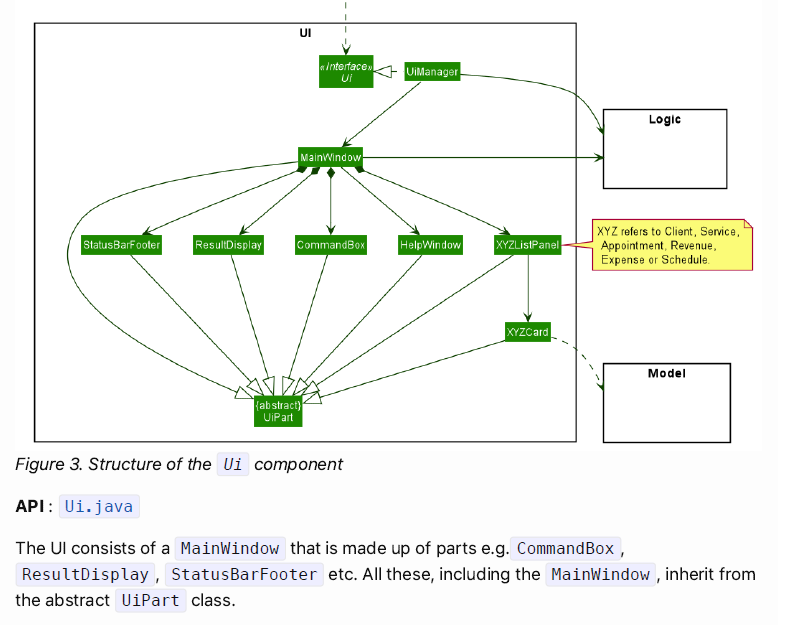 UI
«Interface»
Ui
UiManager
Logic
MainWindow
StatusBarFooter
ResultDisplay
CommandBox
HelpWindow
XYZListPanel
XYZ refers to Client, Service,
Appointment, Revenue,
Expense or Schedule.
XYZCard
Model
{abstract}
UiPart
Figure 3. Structure of the Ui component
API : Ui.java
The UI consists of a MainWindow that is made up of parts e.g. CommandBox ,
ResultDisplay , StatusBarFooter etc. All these, including the MainWindow , inherit from
the abstract UiPart class.